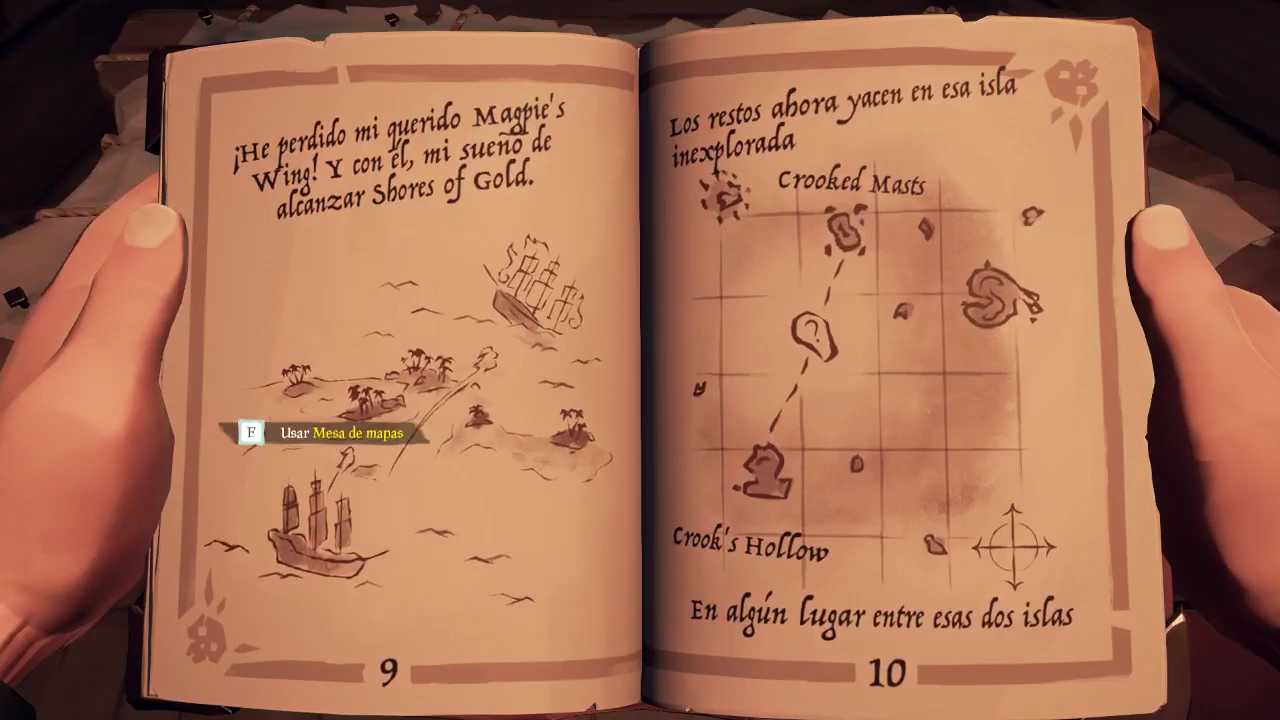 ¡He perdido mi querido Magpie's
Wing! Y con él, mi sueño de
alcanzar Shores of Gold.
F Usar Mesa de mapas
9
Los restos ahora yacen en esa isla
inexplorada
Crooked Masts
?
Crook's Hollow
En algún lugar entre esas dos islas
10